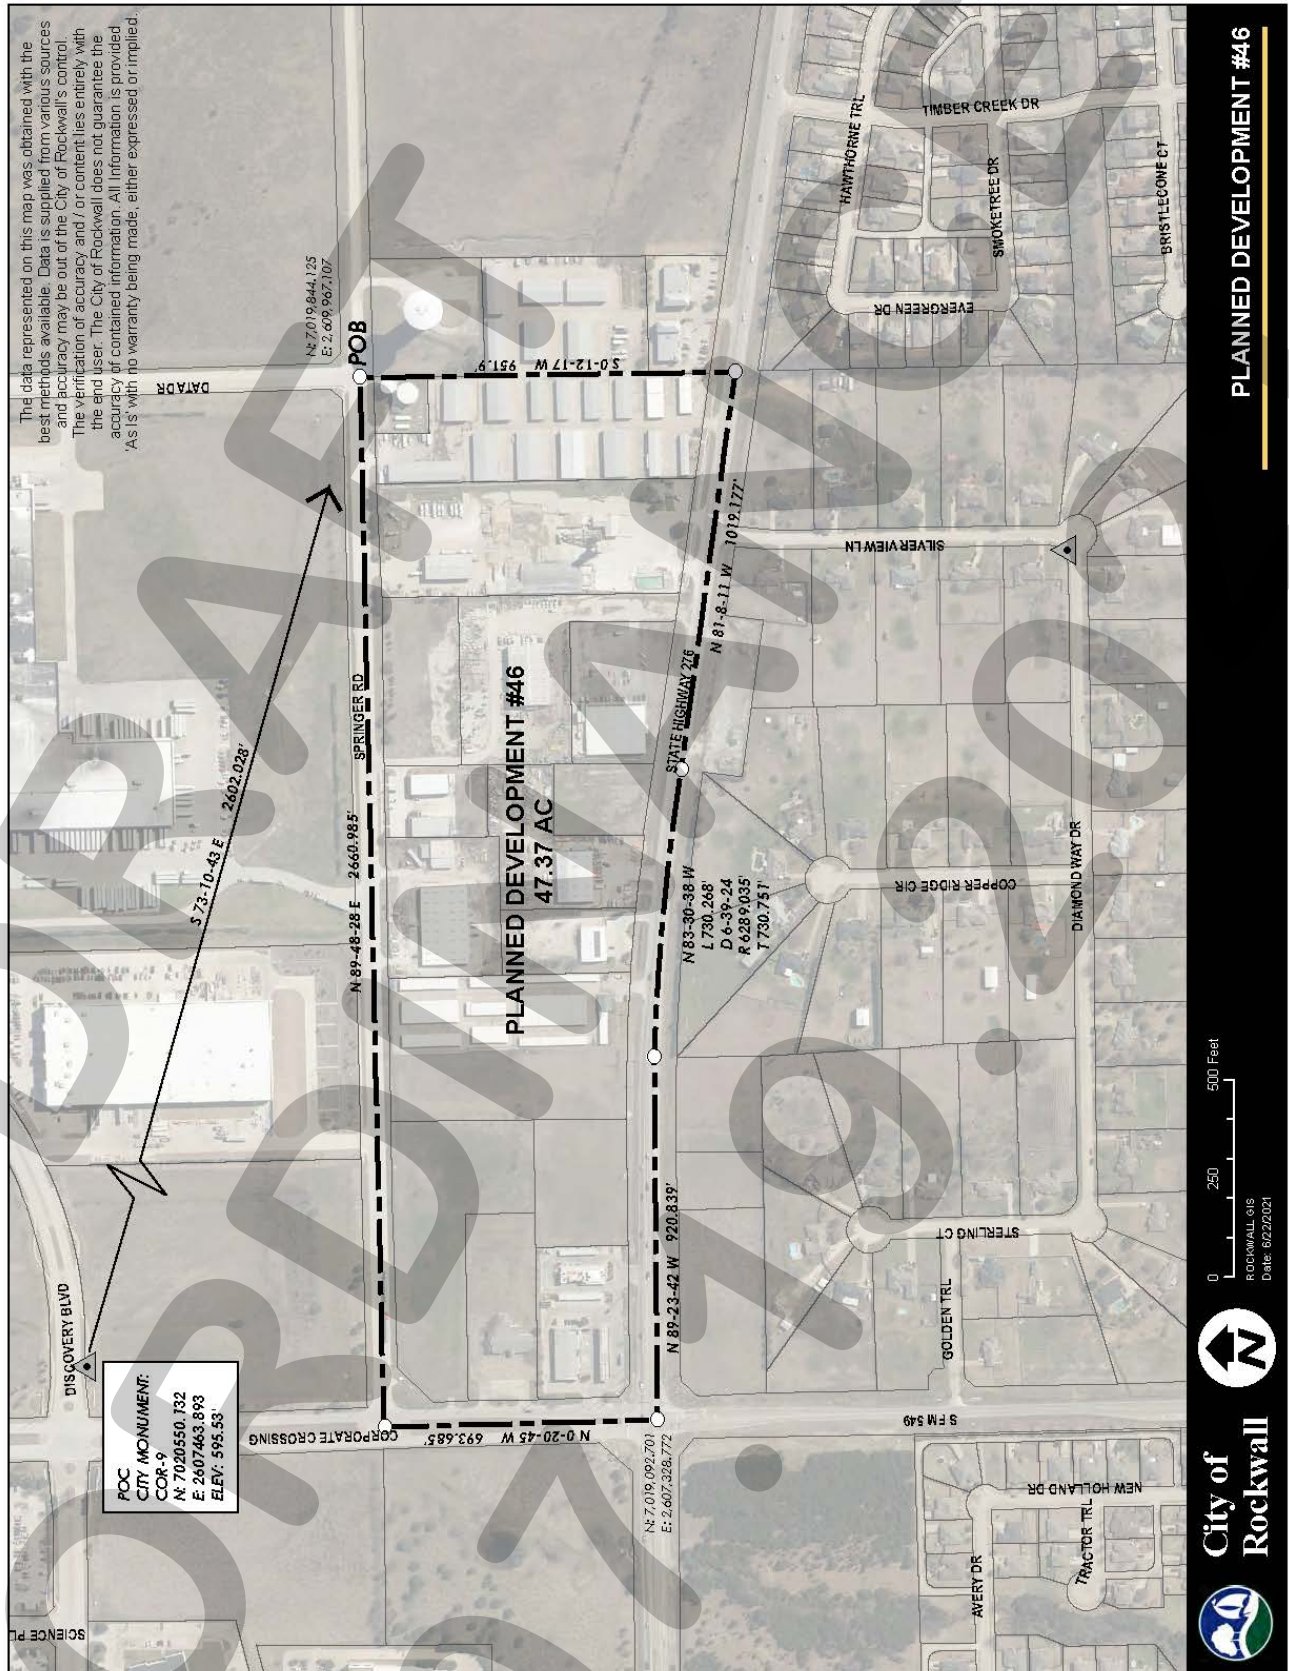 The data represented on this map was obtained with the
best methods available. Data is supplied from various sources
and accuracy may be out of the City of Rockwall's control.
The verification of accuracy and / or content lies entirely with
the end user. The City of Rockwall does not guarantee the
accuracy of contained information. All Information is provided
'As Is' with no warranty being made, either expressed or implied.
SCIENCE PL
DISCOVERY BLVD
DATA DR
POC
CITY MONUMENT:
COR-9
N: 7020550.132
E: 2607463.893
ELEV: 595.53'
S 73-10-43 E 2602.028'
N: 7,019,844.125
E: 2,609,967.107
POB
SPRINGER RD
N 89-48-28 E 2660.985'
S 0-12-17 W 951.9'
CORPORATE CROSSING
N 0-20-45 W 693.685'
PLANNED DEVELOPMENT #46
47.37 AC
STATE HIGHWAY 276
N 81-8-11 W 1019.177'
N 83-30-38 W
L 730.268'
D 6-39-24
R 6289.035'
T 730.751'
N 89-23-42 W 920.839'
N: 7,019,092.701
E: 2,607,328.772
S FM 549
HAWTHORNE TRL
TIMBER CREEK DR
SMOKETREE DR
EVERGREEN DR
BRISTLECONE CT
SILVERVIEW LN
COPPER RIDGE CIR
DIAMOND WAY DR
STERLING CT
GOLDEN TRL
NEW HOLLAND DR
AVERY DR
TRACTOR TRL
DRAFT
ORDINANCE
07.19.2021
City of
Rockwall
N
0 250 500 Feet
ROCKWALL GIS
Date: 6/22/2021
PLANNED DEVELOPMENT #46